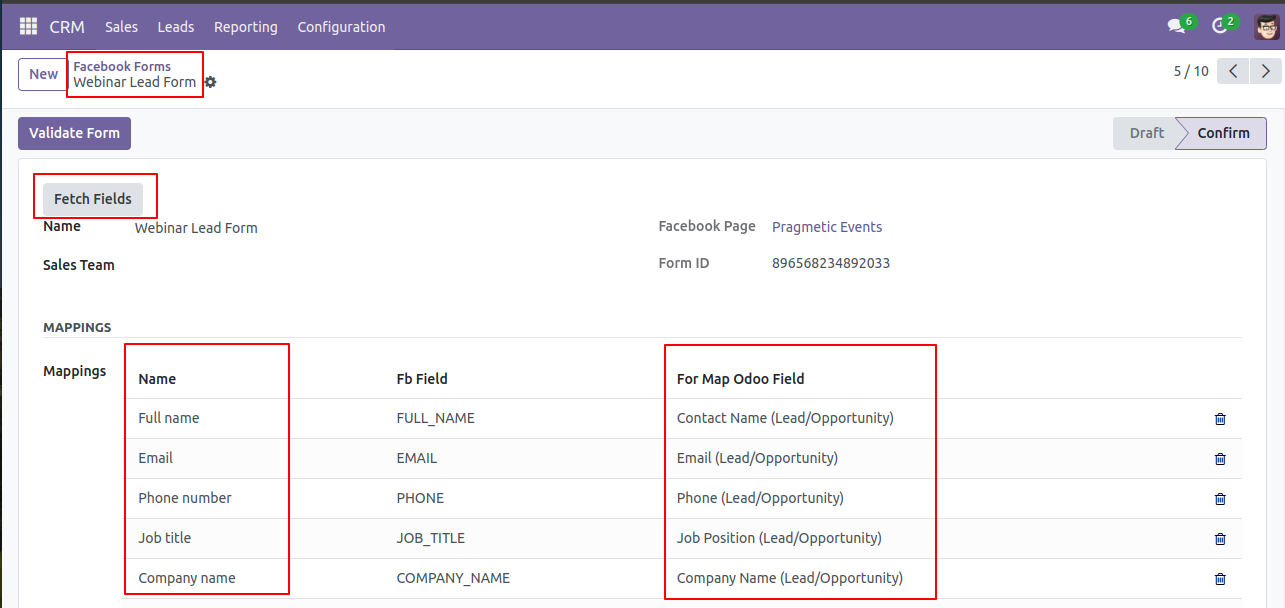 CRM Sales Leads Reporting Configuration 6 2
New Facebook Forms
Webinar Lead Form 5 / 10
Validate Form Draft Confirm
Fetch Fields
Name Webinar Lead Form Facebook Page Pragmetic Events
Sales Team Form ID 896568234892033
MAPPINGS
Mappings Name Fb Field For Map Odoo Field
Full name FULL_NAME Contact Name (Lead/Opportunity)
Email EMAIL Email (Lead/Opportunity)
Phone number PHONE Phone (Lead/Opportunity)
Job title JOB_TITLE Job Position (Lead/Opportunity)
Company name COMPANY_NAME Company Name (Lead/Opportunity)